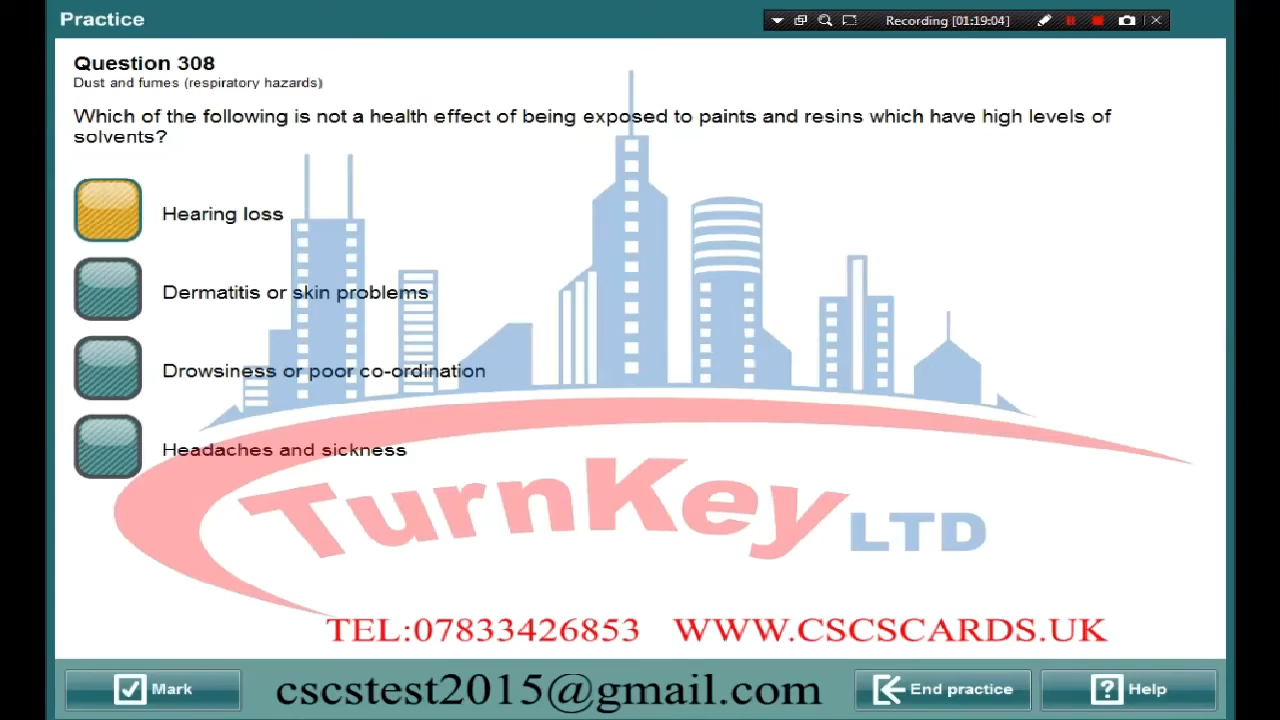 Practice
Recording [01:19:04]
Question 308
Dust and fumes (respiratory hazards)
Which of the following is not a health effect of being exposed to paints and resins which have high levels of
solvents?
Hearing loss
Dermatitis or skin problems
Drowsiness or poor co-ordination
Headaches and sickness
TurnKey LTD
TEL:07833426853 WWW.CSCSCARDS.UK
Mark
cscstest2015@gmail.com
End practice
Help